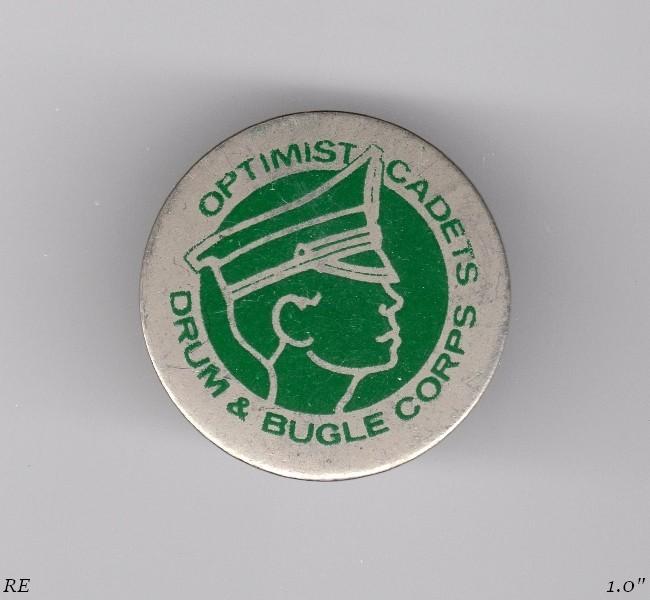 OPTIMIST CADETS
DRUM & BUGLE CORPS
RE
1.0"